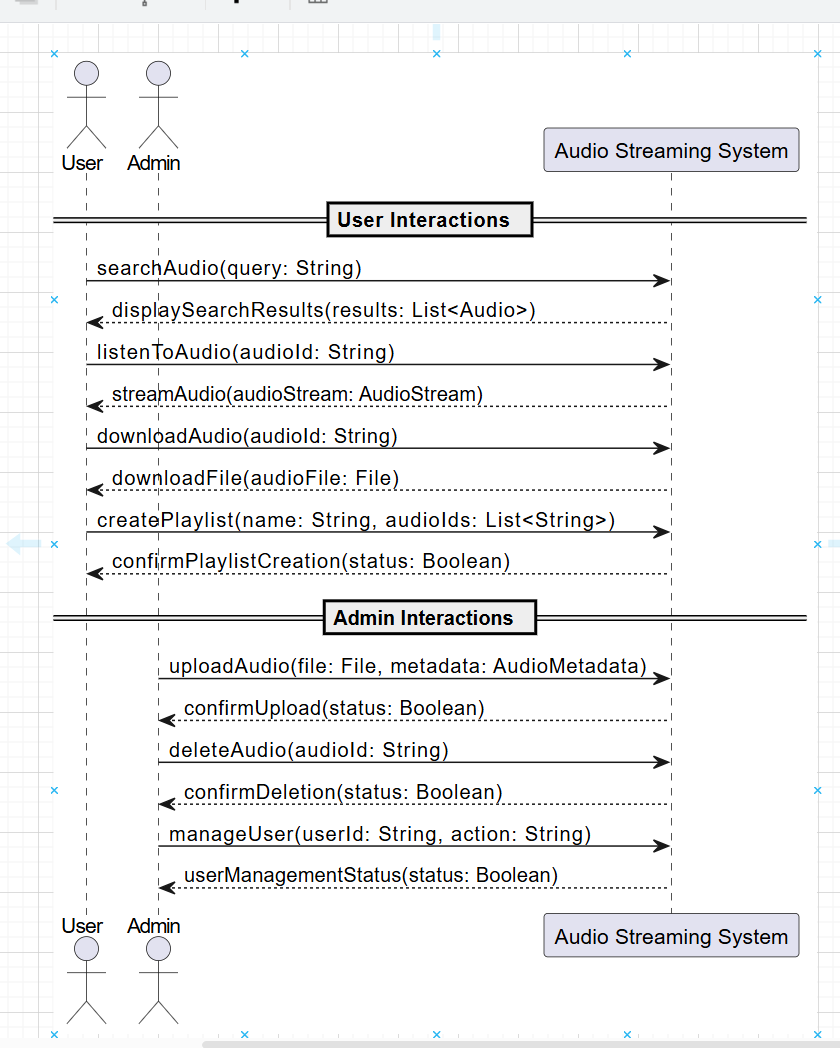 User Admin
Audio Streaming System
User Interactions
searchAudio(query: String)
displaySearchResults(results: List<Audio>)
listenToAudio(audioId: String)
streamAudio(audioStream: AudioStream)
downloadAudio(audioId: String)
downloadFile(audioFile: File)
createPlaylist(name: String, audioIds: List<String>)
confirmPlaylistCreation(status: Boolean)
Admin Interactions
uploadAudio(file: File, metadata: AudioMetadata)
confirmUpload(status: Boolean)
deleteAudio(audioId: String)
confirmDeletion(status: Boolean)
manageUser(userId: String, action: String)
userManagementStatus(status: Boolean)
User Admin
Audio Streaming System